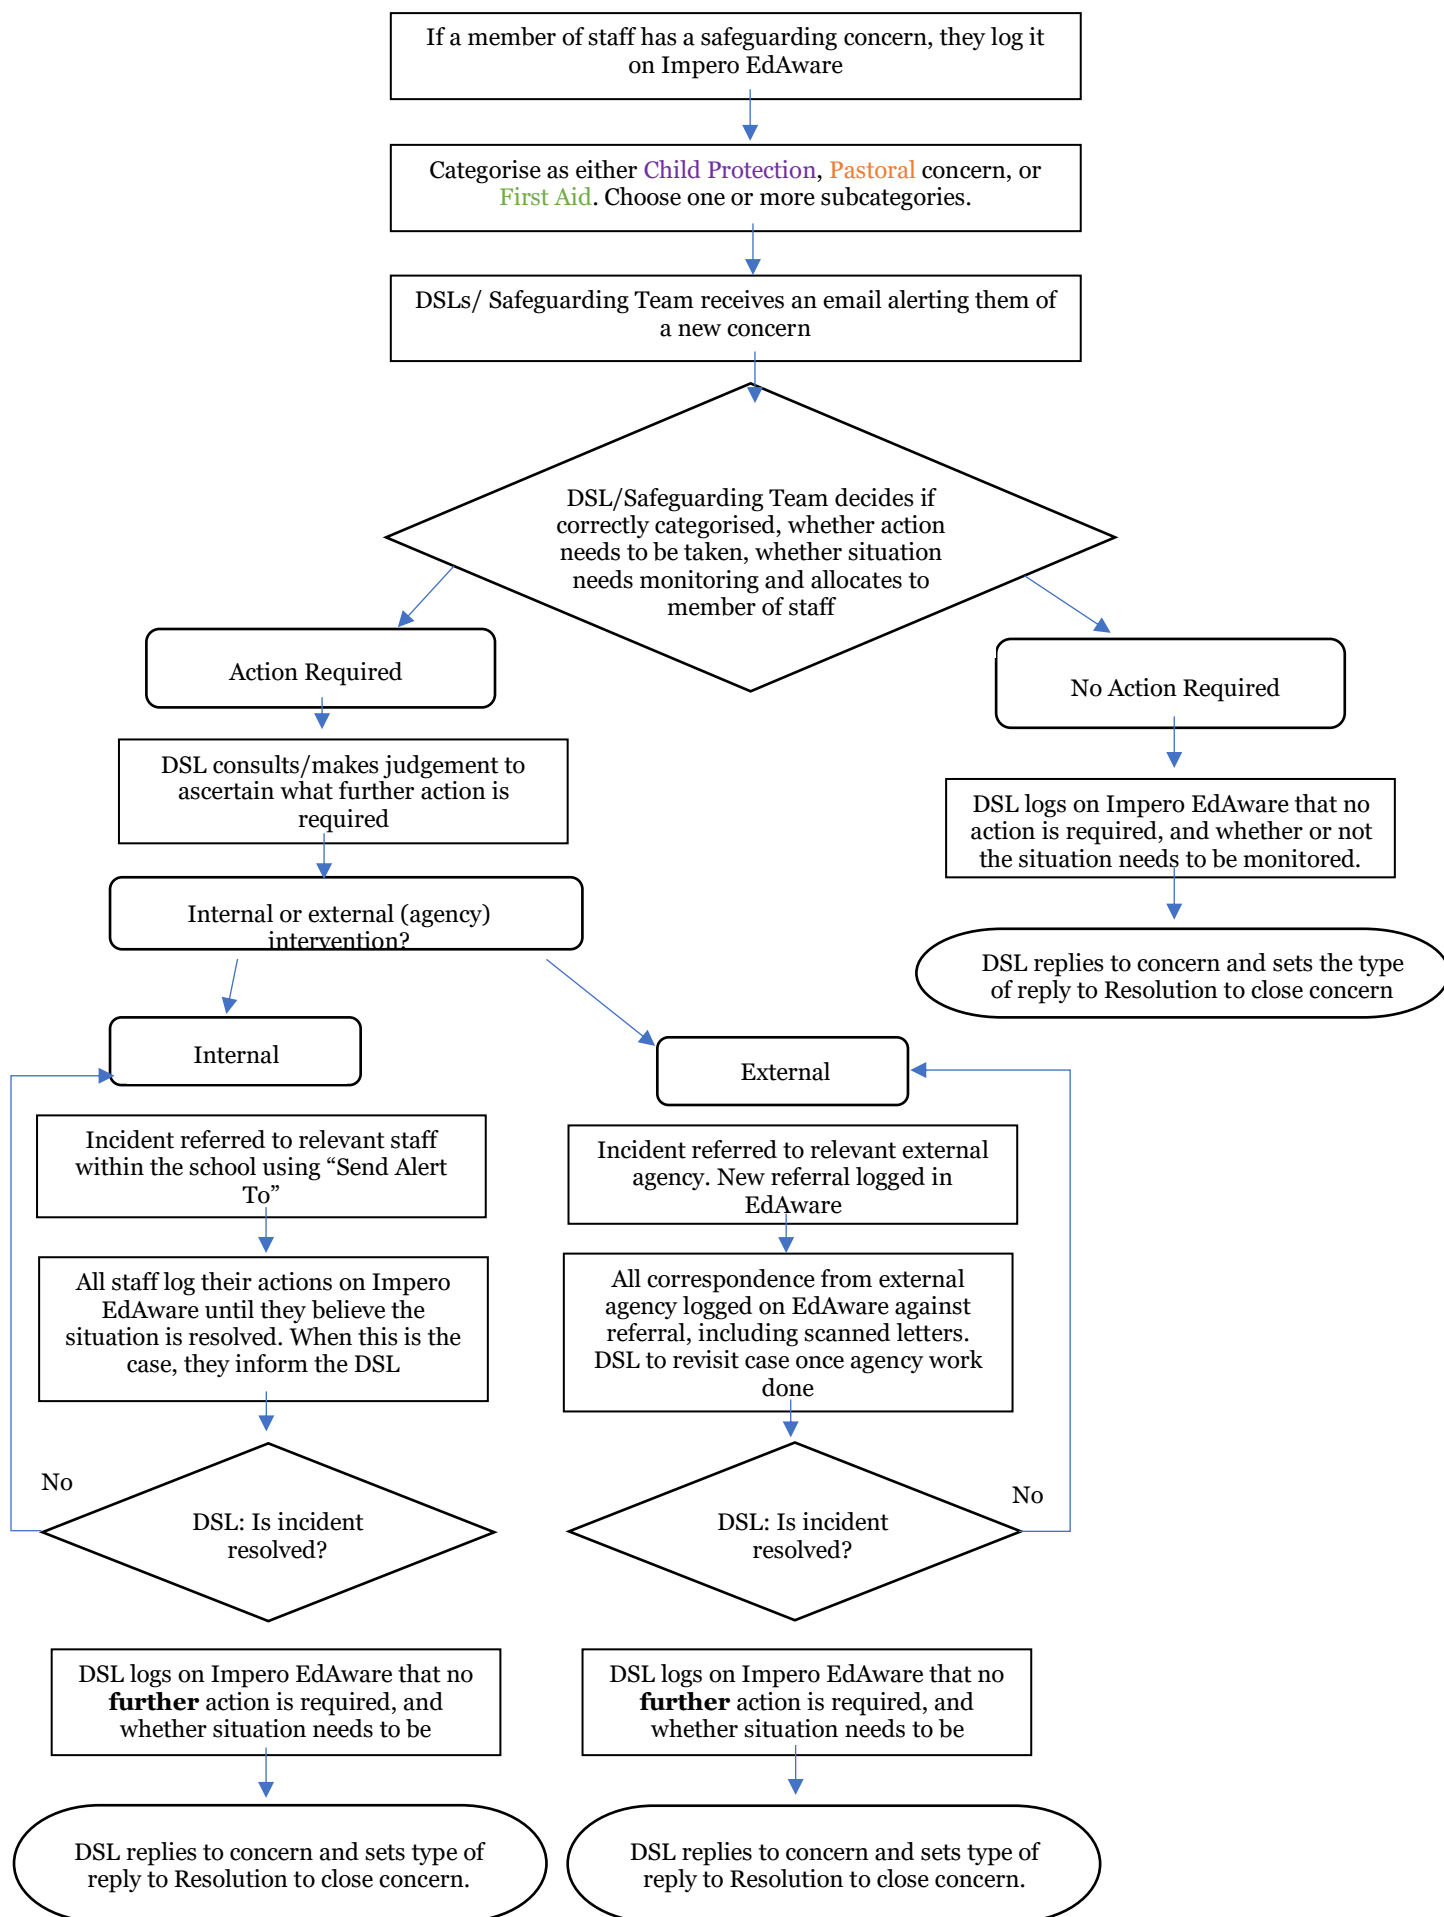 If a member of staff has a safeguarding concern, they log it
on Impero EdAware
Categorise as either Child Protection, Pastoral concern, or
First Aid. Choose one or more subcategories.
DSLs/ Safeguarding Team receives an email alerting them of
a new concern
DSL/Safeguarding Team decides if
correctly categorised, whether action
needs to be taken, whether situation
needs monitoring and allocates to
member of staff
Action Required
No Action Required
DSL consults/makes judgement to
ascertain what further action is
required
DSL logs on Impero EdAware that no
action is required, and whether or not
the situation needs to be monitored.
Internal or external (agency)
intervention?
DSL replies to concern and sets the type
of reply to Resolution to close concern
Internal
External
Incident referred to relevant staff
within the school using “Send Alert
To”
Incident referred to relevant external
agency. New referral logged in
EdAware
All staff log their actions on Impero
EdAware until they believe the
situation is resolved. When this is the
case, they inform the DSL
All correspondence from external
agency logged on EdAware against
referral, including scanned letters.
DSL to revisit case once agency work
done
No
DSL: Is incident
resolved?
No
DSL: Is incident
resolved?
DSL logs on Impero EdAware that no
further action is required, and
whether situation needs to be
DSL logs on Impero EdAware that no
further action is required, and
whether situation needs to be
DSL replies to concern and sets type of
reply to Resolution to close concern.
DSL replies to concern and sets type of
reply to Resolution to close concern.